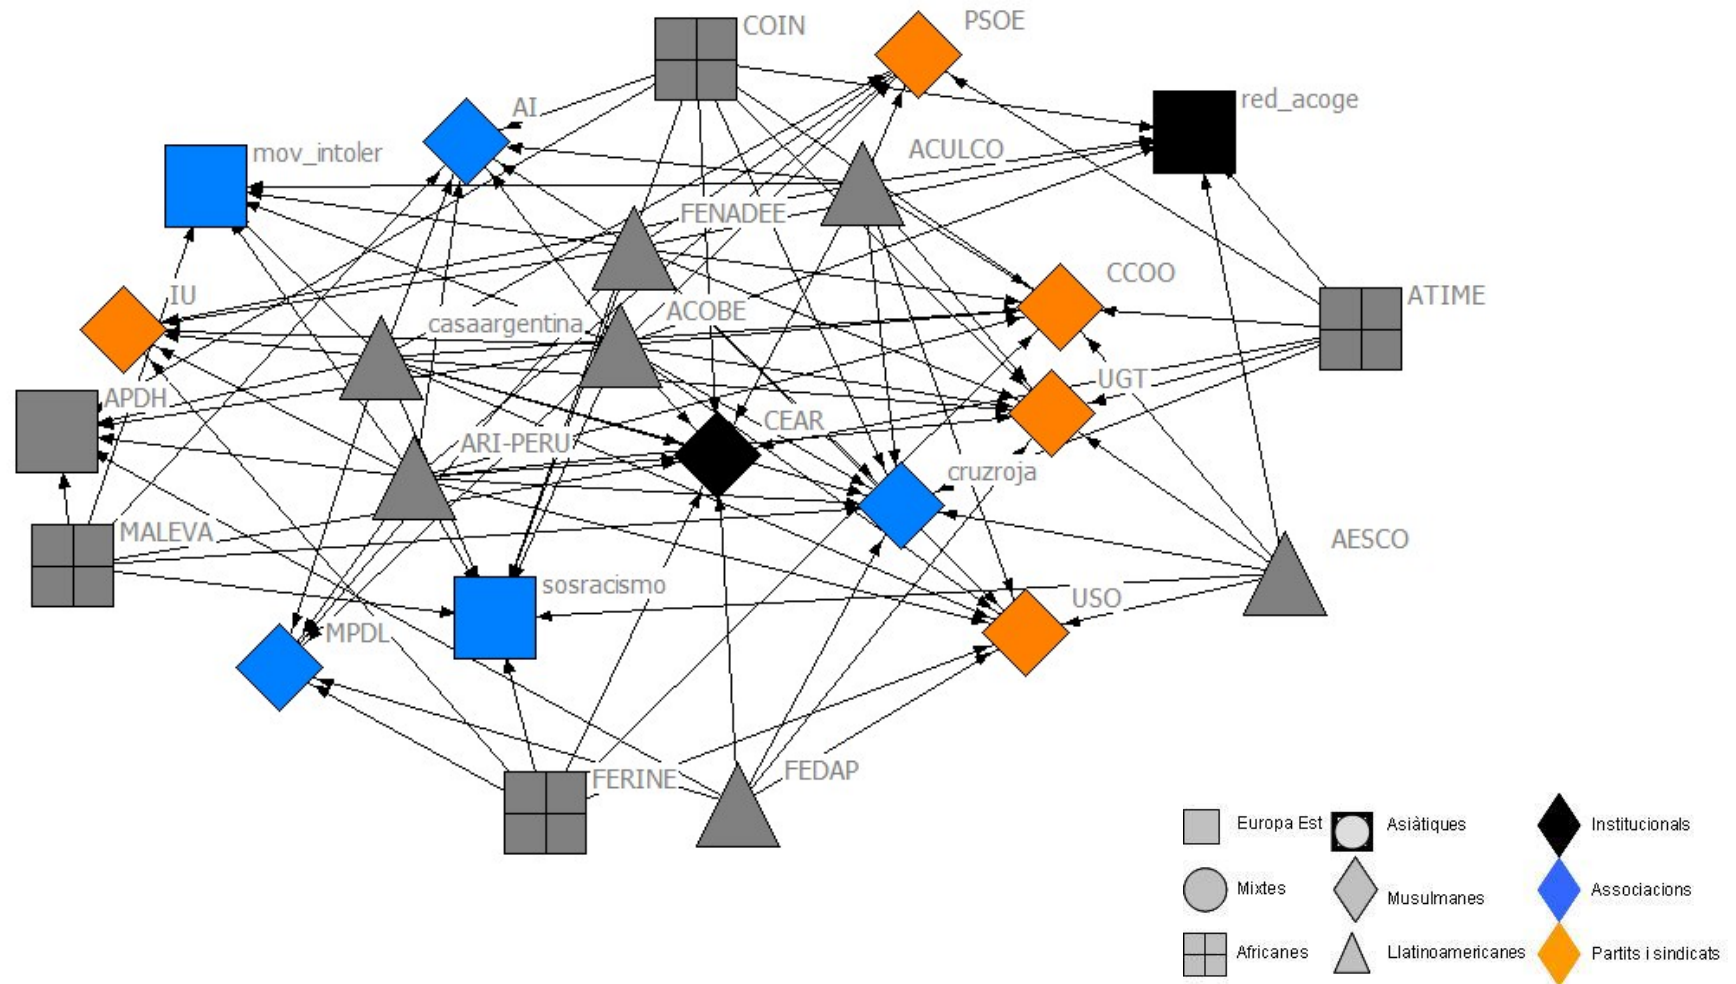 COIN
PSOE
AI
red_acoge
mov_intoler
ACULCO
FENADEE
CCOO
IU
ATIME
ACOBE
casaargentina
UGT
APDH
CEAR
ARI-PERU
cruzroja
MALEVA
AESCO
sosracismo
USO
MPDL
FERINE
FEDAP
Europa Est
Asiàtiques
Institucionals
Mixtes
Musulmanes
Associacions
Africanes
Llatinoamericanes
Partits i sindicats